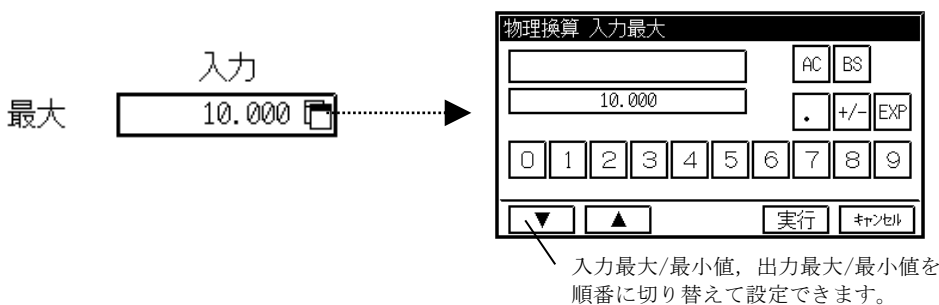 入力
最大 10.000
物理換算 入力最大
AC BS
10.000
. +/- EXP
0 1 2 3 4 5 6 7 8 9
▼ ▲ 実行 ｷｬﾝｾﾙ
入力最大/最小値，出力最大/最小値を
順番に切り替えて設定できます。